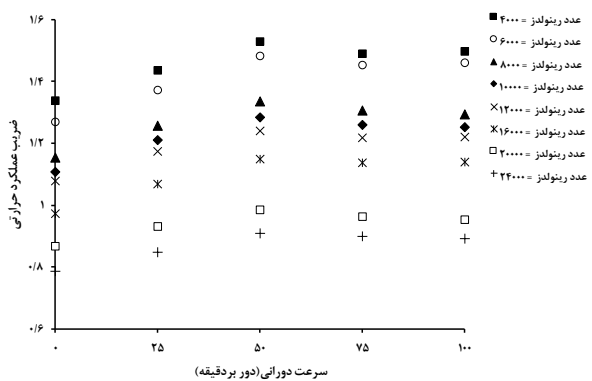 ۱/۶
۱/۴
۱/۲
۱
۰/۸
۰/۶
ضریب عملکرد حرارتی
۰
۲۵
۵۰
۷۵
۱۰۰
سرعت دورانی(دور بردقیقه)
عدد رینولدز = ۴۰۰۰
عدد رینولدز = ۶۰۰۰
عدد رینولدز = ۸۰۰۰
عدد رینولدز = ۱۰۰۰۰
عدد رینولدز = ۱۲۰۰۰
عدد رینولدز = ۱۶۰۰۰
عدد رینولدز = ۲۰۰۰۰
عدد رینولدز = ۲۴۰۰۰